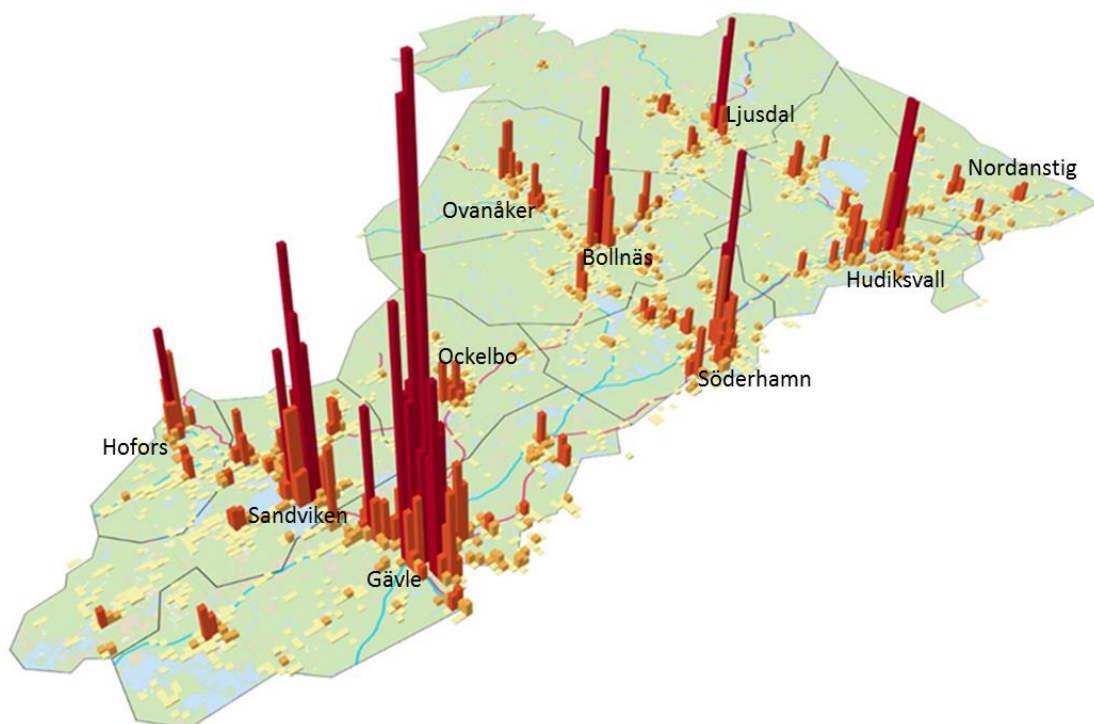 Ljusdal
Nordanstig
Ovanåker
Bollnäs
Hudiksvall
Ockelbo
Söderhamn
Hofors
Sandviken
Gävle